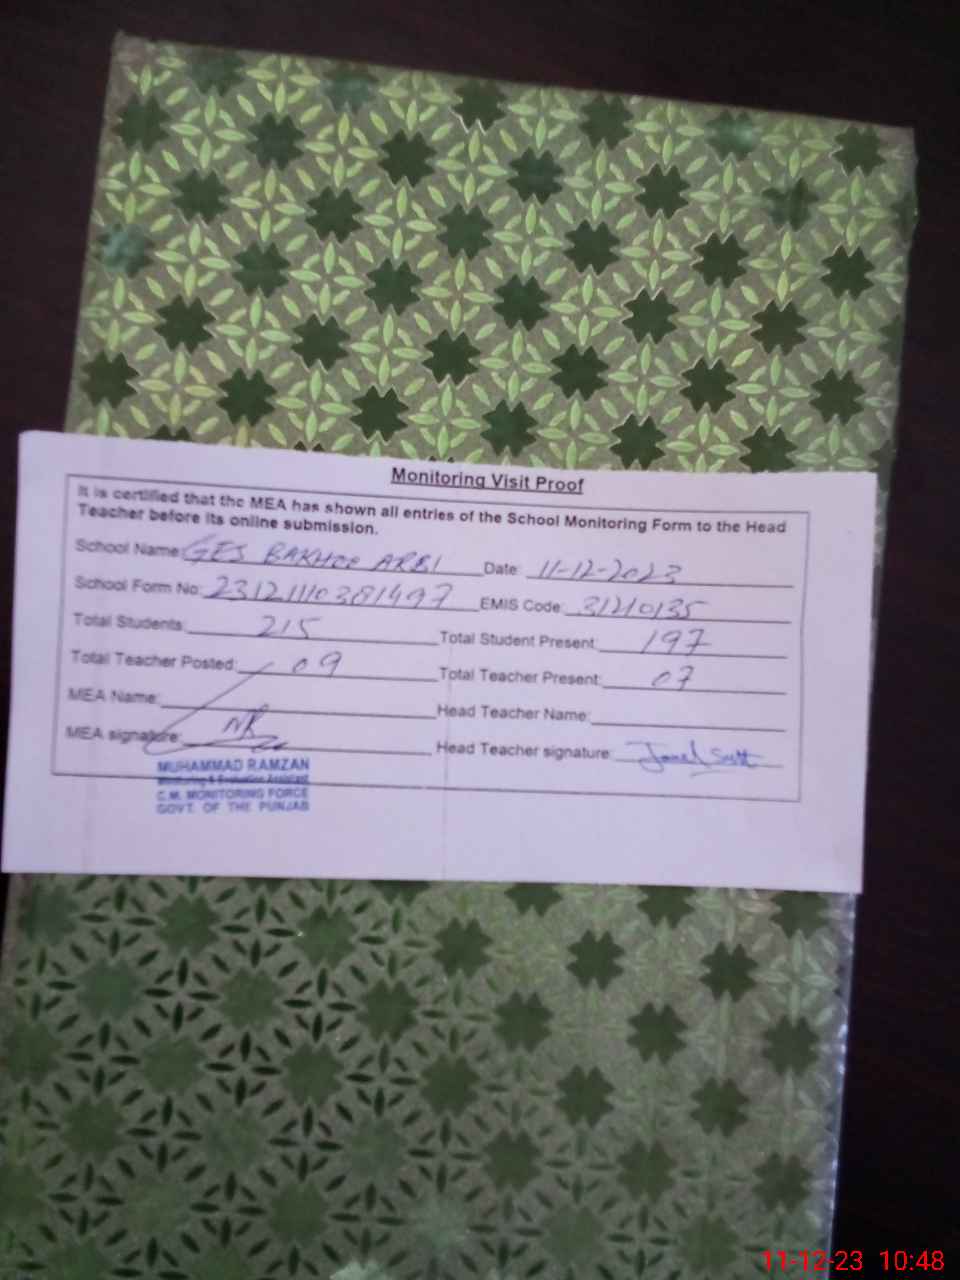 Monitoring Visit Proof
It is certified that the MEA has shown all entries of the School Monitoring Form to the Head
Teacher before its online submission.
School Name: GES BAKHOO ARBI Date: 11-12-2023
School Form No: EMIS Code: 31210135
Total Students: 215 Total Student Present: 197
Total Teacher Posted: 09 Total Teacher Present: 07
MEA Name: Head Teacher Name:
MEA signature: Head Teacher signature:
MUHAMMAD RAMZAN
Monitoring & Evaluation Assistant
C.M. MONITORING FORCE
GOVT. OF THE PUNJAB
11-12-23 10:48